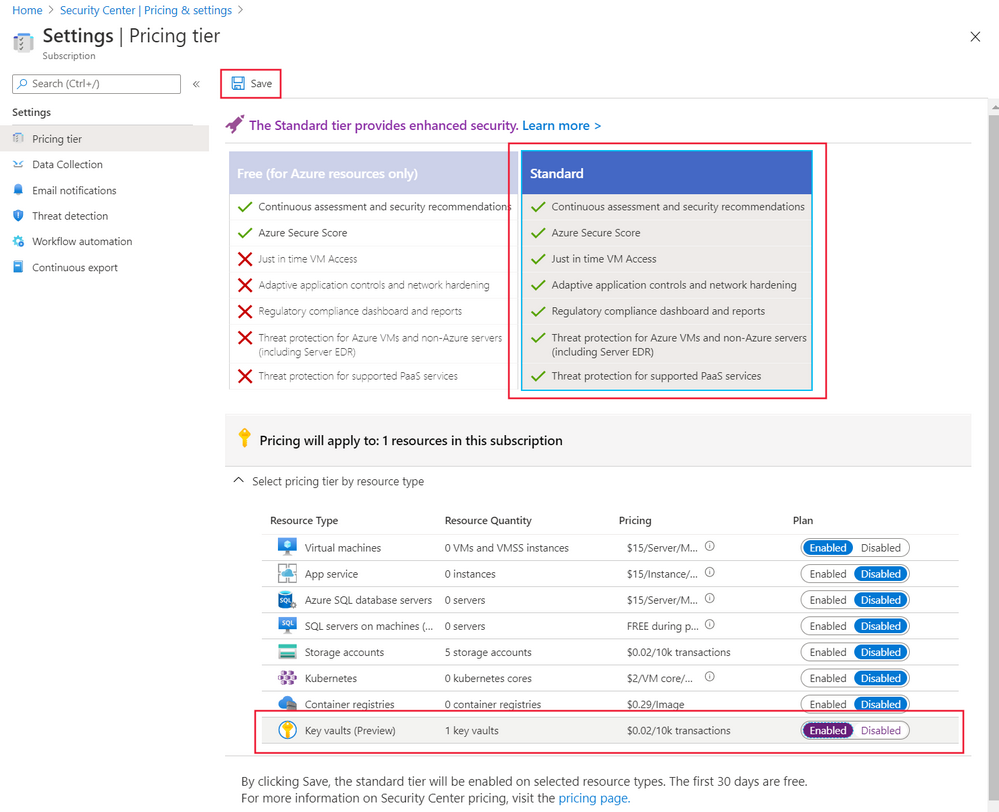 Home > Security Center | Pricing & settings >
Settings | Pricing tier
Subscription
Search (Ctrl+/)
«
Save
Settings
Pricing tier
Data Collection
Email notifications
Threat detection
Workflow automation
Continuous export
The Standard tier provides enhanced security. Learn more >
Free (for Azure resources only)
Continuous assessment and security recommendations
Azure Secure Score
Just in time VM Access
Adaptive application controls and network hardening
Regulatory compliance dashboard and reports
Threat protection for Azure VMs and non-Azure servers
(including Server EDR)
Threat protection for supported PaaS services
Standard
Continuous assessment and security recommendations
Azure Secure Score
Just in time VM Access
Adaptive application controls and network hardening
Regulatory compliance dashboard and reports
Threat protection for Azure VMs and non-Azure servers
(including Server EDR)
Threat protection for supported PaaS services
Pricing will apply to: 1 resources in this subscription
Select pricing tier by resource type
Resource Type Resource Quantity Pricing Plan
Virtual machines 0 VMs and VMSS instances $15/Server/M... Enabled Disabled
App service 0 instances $15/Instance/... Enabled Disabled
SQL Azure SQL database servers 0 servers $15/Server/M... Enabled Disabled
SQL SQL servers on machines (... 0 servers FREE during p... Enabled Disabled
Storage accounts 5 storage accounts $0.02/10k transactions Enabled Disabled
Kubernetes 0 kubernetes cores $2/VM core/... Enabled Disabled
Container registries 0 container registries $0.29/Image Enabled Disabled
Key vaults (Preview) 1 key vaults $0.02/10k transactions Enabled Disabled
By clicking Save, the standard tier will be enabled on selected resource types. The first 30 days are free.
For more information on Security Center pricing, visit the pricing page.